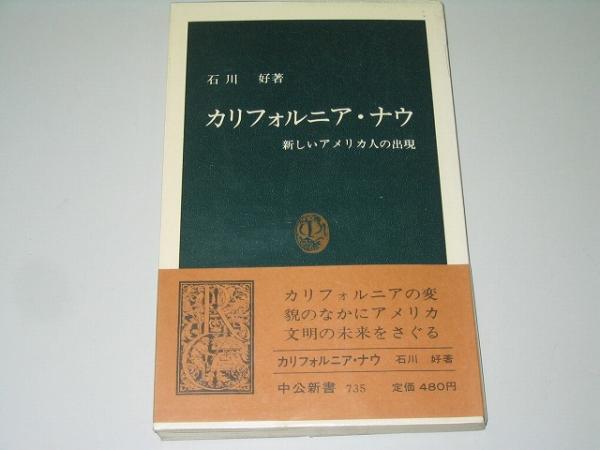 石川 好著
カリフォルニア・ナウ
新しいアメリカ人の出現
カリフォルニアの変
貌のなかにアメリカ
文明の未来をさぐる
カリフォルニア・ナウ 石川 好著
中公新書 735 定価 480円